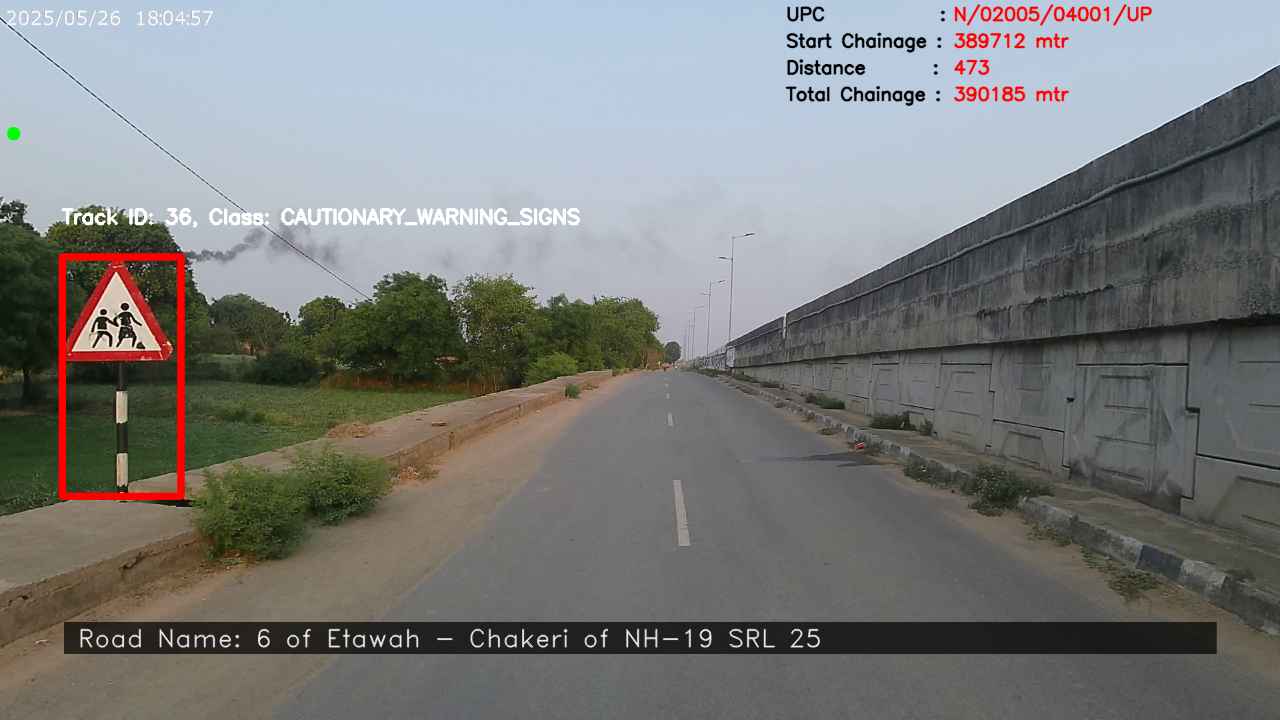 2025/05/26 18:04:57
UPC : N/02005/04001/UP
Start Chainage : 389712 mtr
Distance : 473
Total Chainage : 390185 mtr
Track ID: 36, Class: CAUTIONARY_WARNING_SIGNS
Road Name: 6 of Etawah - Chakeri of NH-19 SRL 25